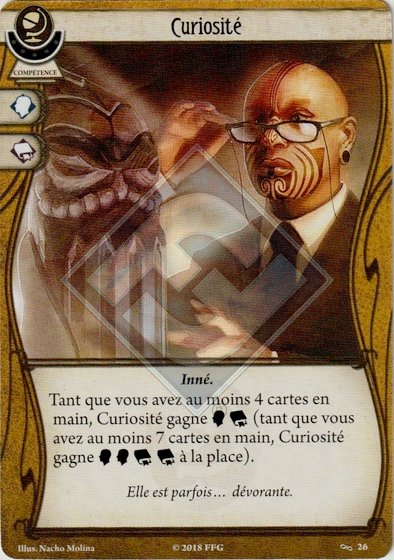 Curiosité
COMPÉTENCE
Inné.
Tant que vous avez au moins 4 cartes en
main, Curiosité gagne (tant que vous
avez au moins 7 cartes en main, Curiosité
gagne à la place).
Elle est parfois… dévorante.
Illus. Nacho Molina
© 2018 FFG
26